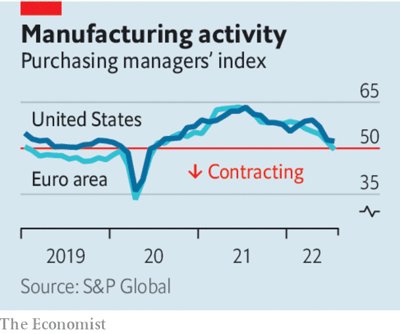 Manufacturing activity
Purchasing managers’ index
65
United States
50
Euro area
↓ Contracting
35
2019 20 21 22
Source: S&P Global
The Economist